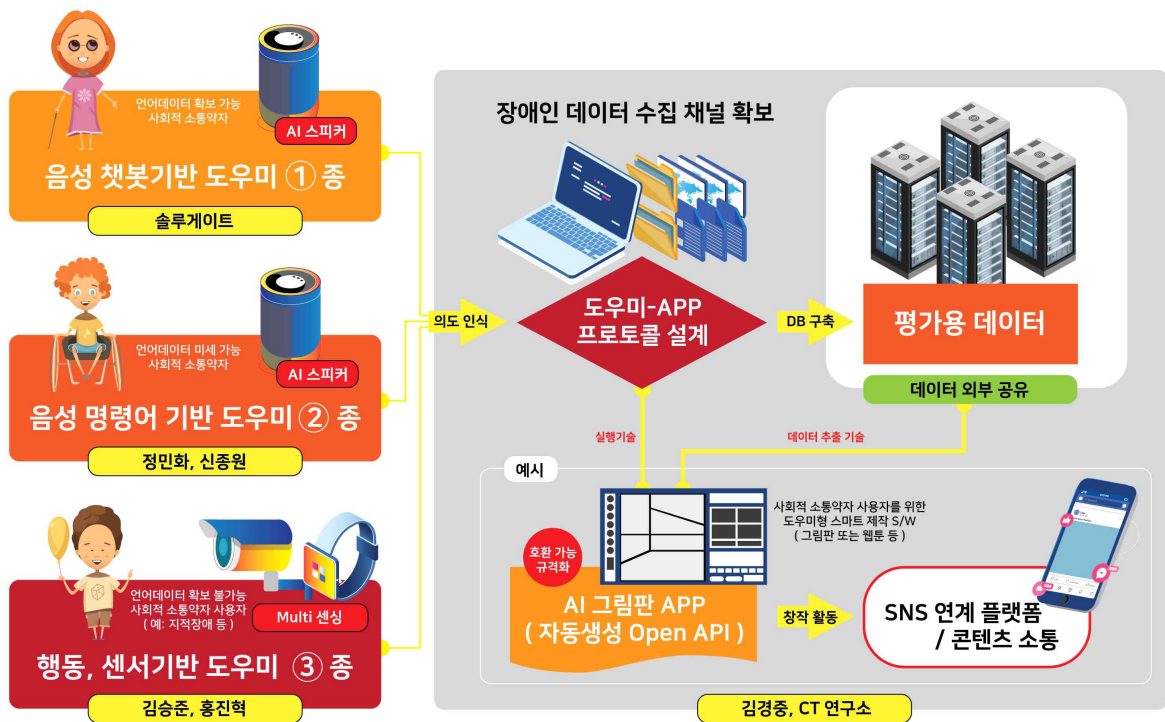 언어데이터 확보 가능
사회적 소통약자
AI 스피커
음성 챗봇기반 도우미 ① 종
솔루게이트
언어데이터 미세 가능
사회적 소통약자
AI 스피커
음성 명령어 기반 도우미 ② 종
정민화, 신종원
언어데이터 확보 불가능
사회적 소통약자 사용자
( 예: 지적장애 등 )
Multi 센싱
행동, 센서기반 도우미 ③ 종
김승준, 홍진혁
의도 인식
장애인 데이터 수집 채널 확보
도우미-APP
프로토콜 설계
DB 구축
평가용 데이터
데이터 외부 공유
실행기술
데이터 추출 기술
예시
사회적 소통약자 사용자를 위한
도우미형 스마트 제작 S/W
( 그림판 또는 웹툰 등 )
호환 가능
규격화
AI 그림판 APP
( 자동생성 Open API )
창작 활동
SNS 연계 플랫폼
/ 콘텐츠 소통
김경중, CT 연구소